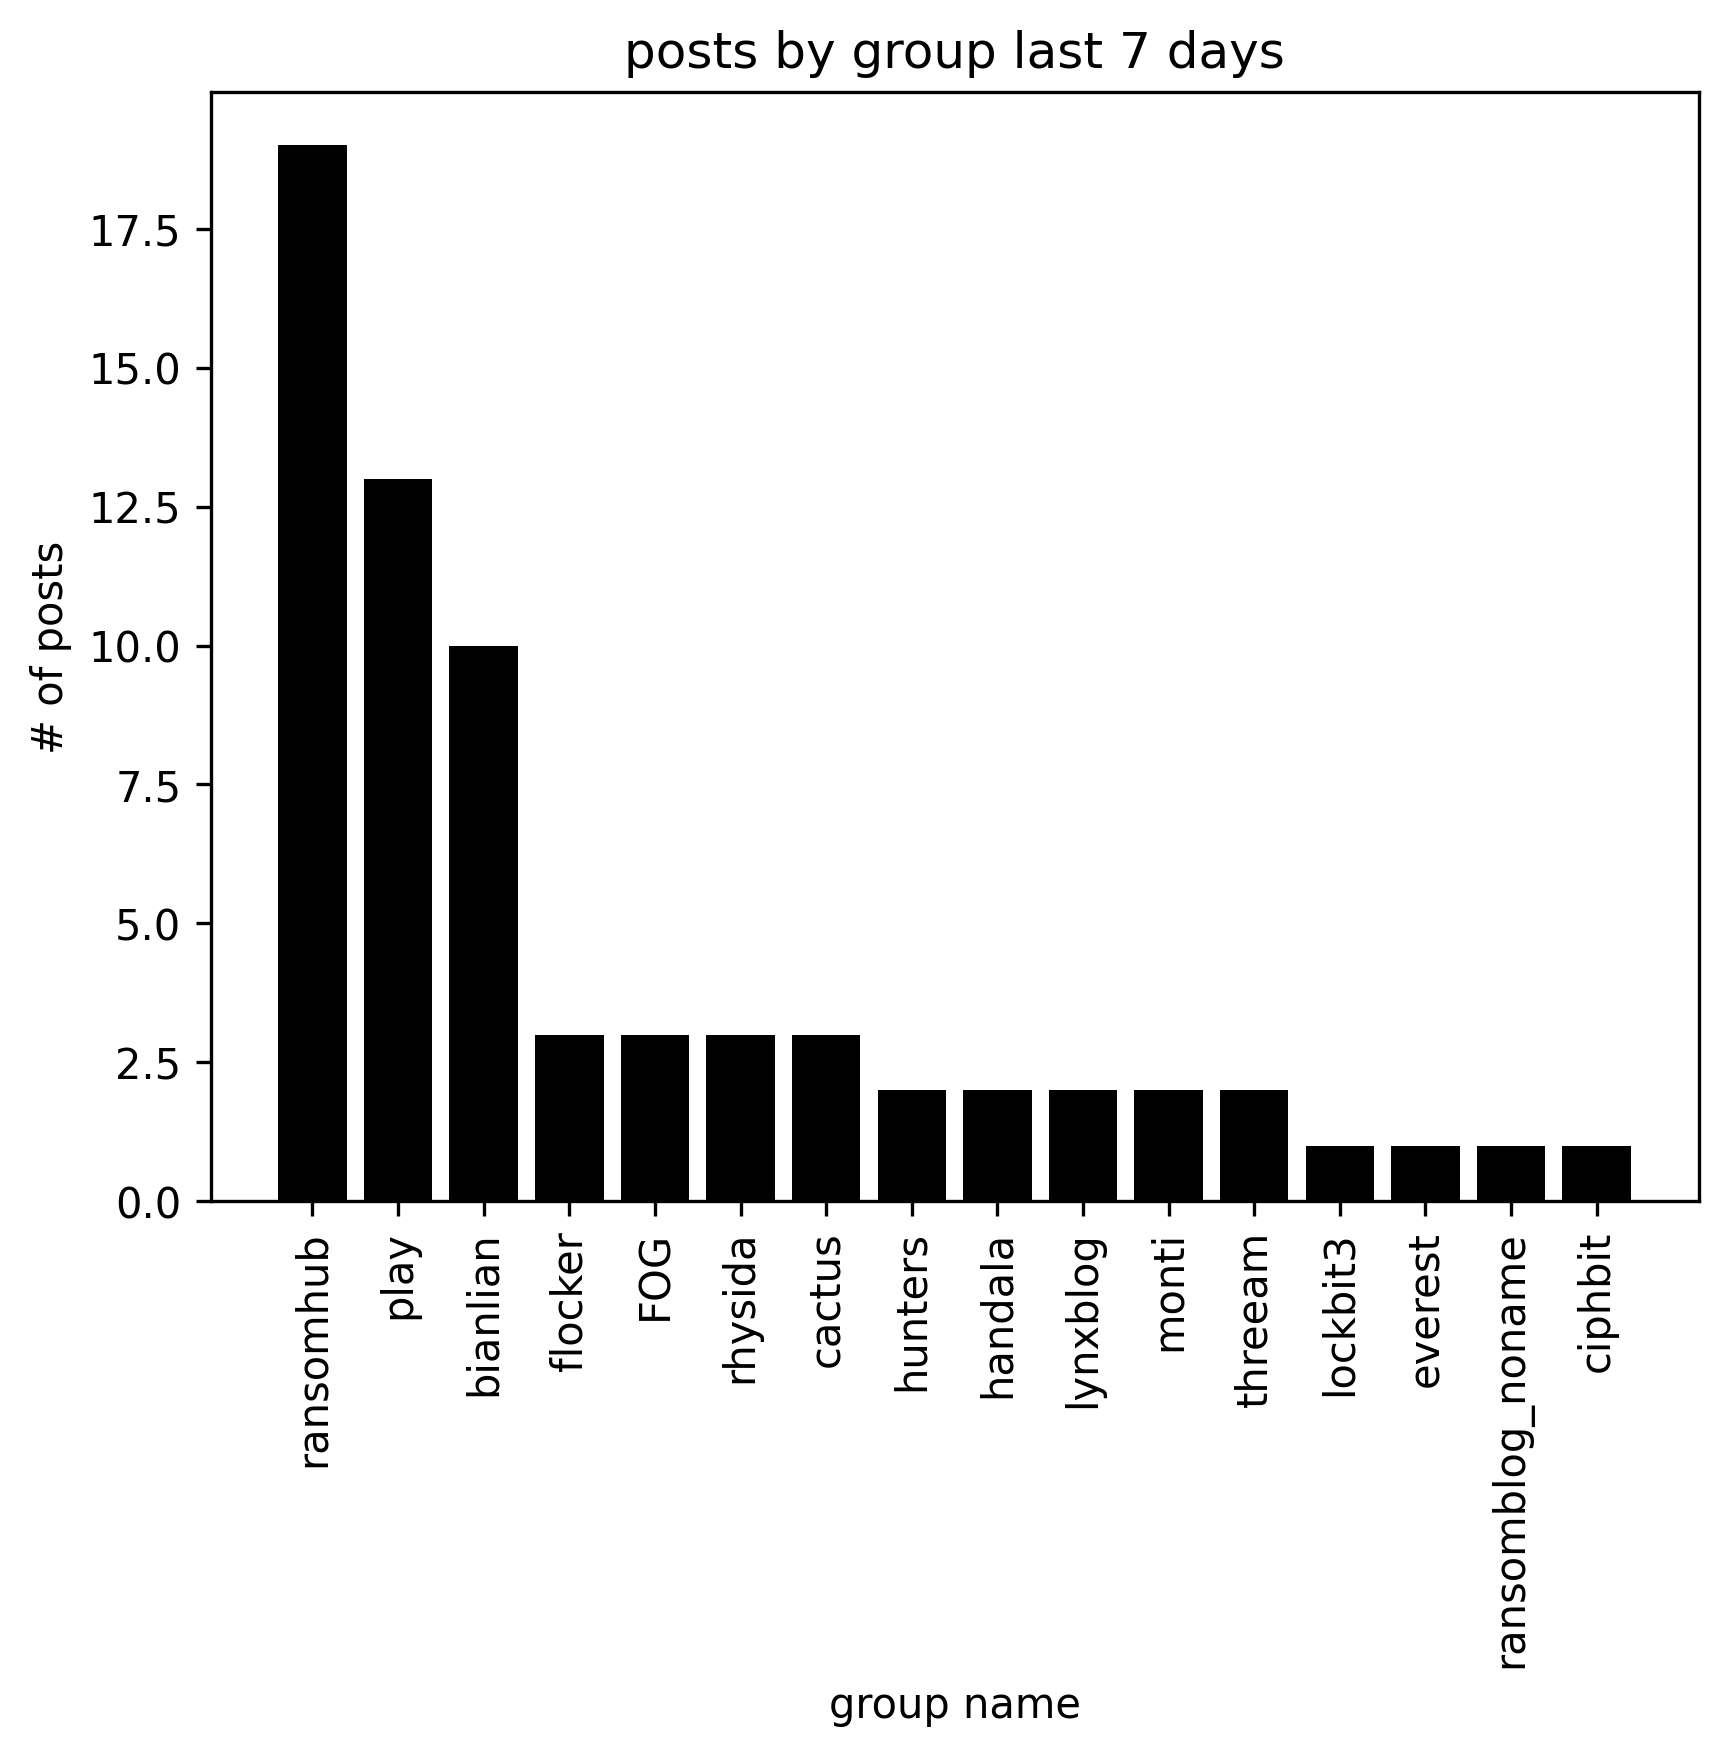 posts by group last 7 days
# of posts
17.5
15.0
12.5
10.0
7.5
5.0
2.5
0.0
ransomhub
play
bianlian
flocker
FOG
rhysida
cactus
hunters
handala
lynxblog
monti
threeam
lockbit3
everest
ransomblog_noname
ciphbit
group name